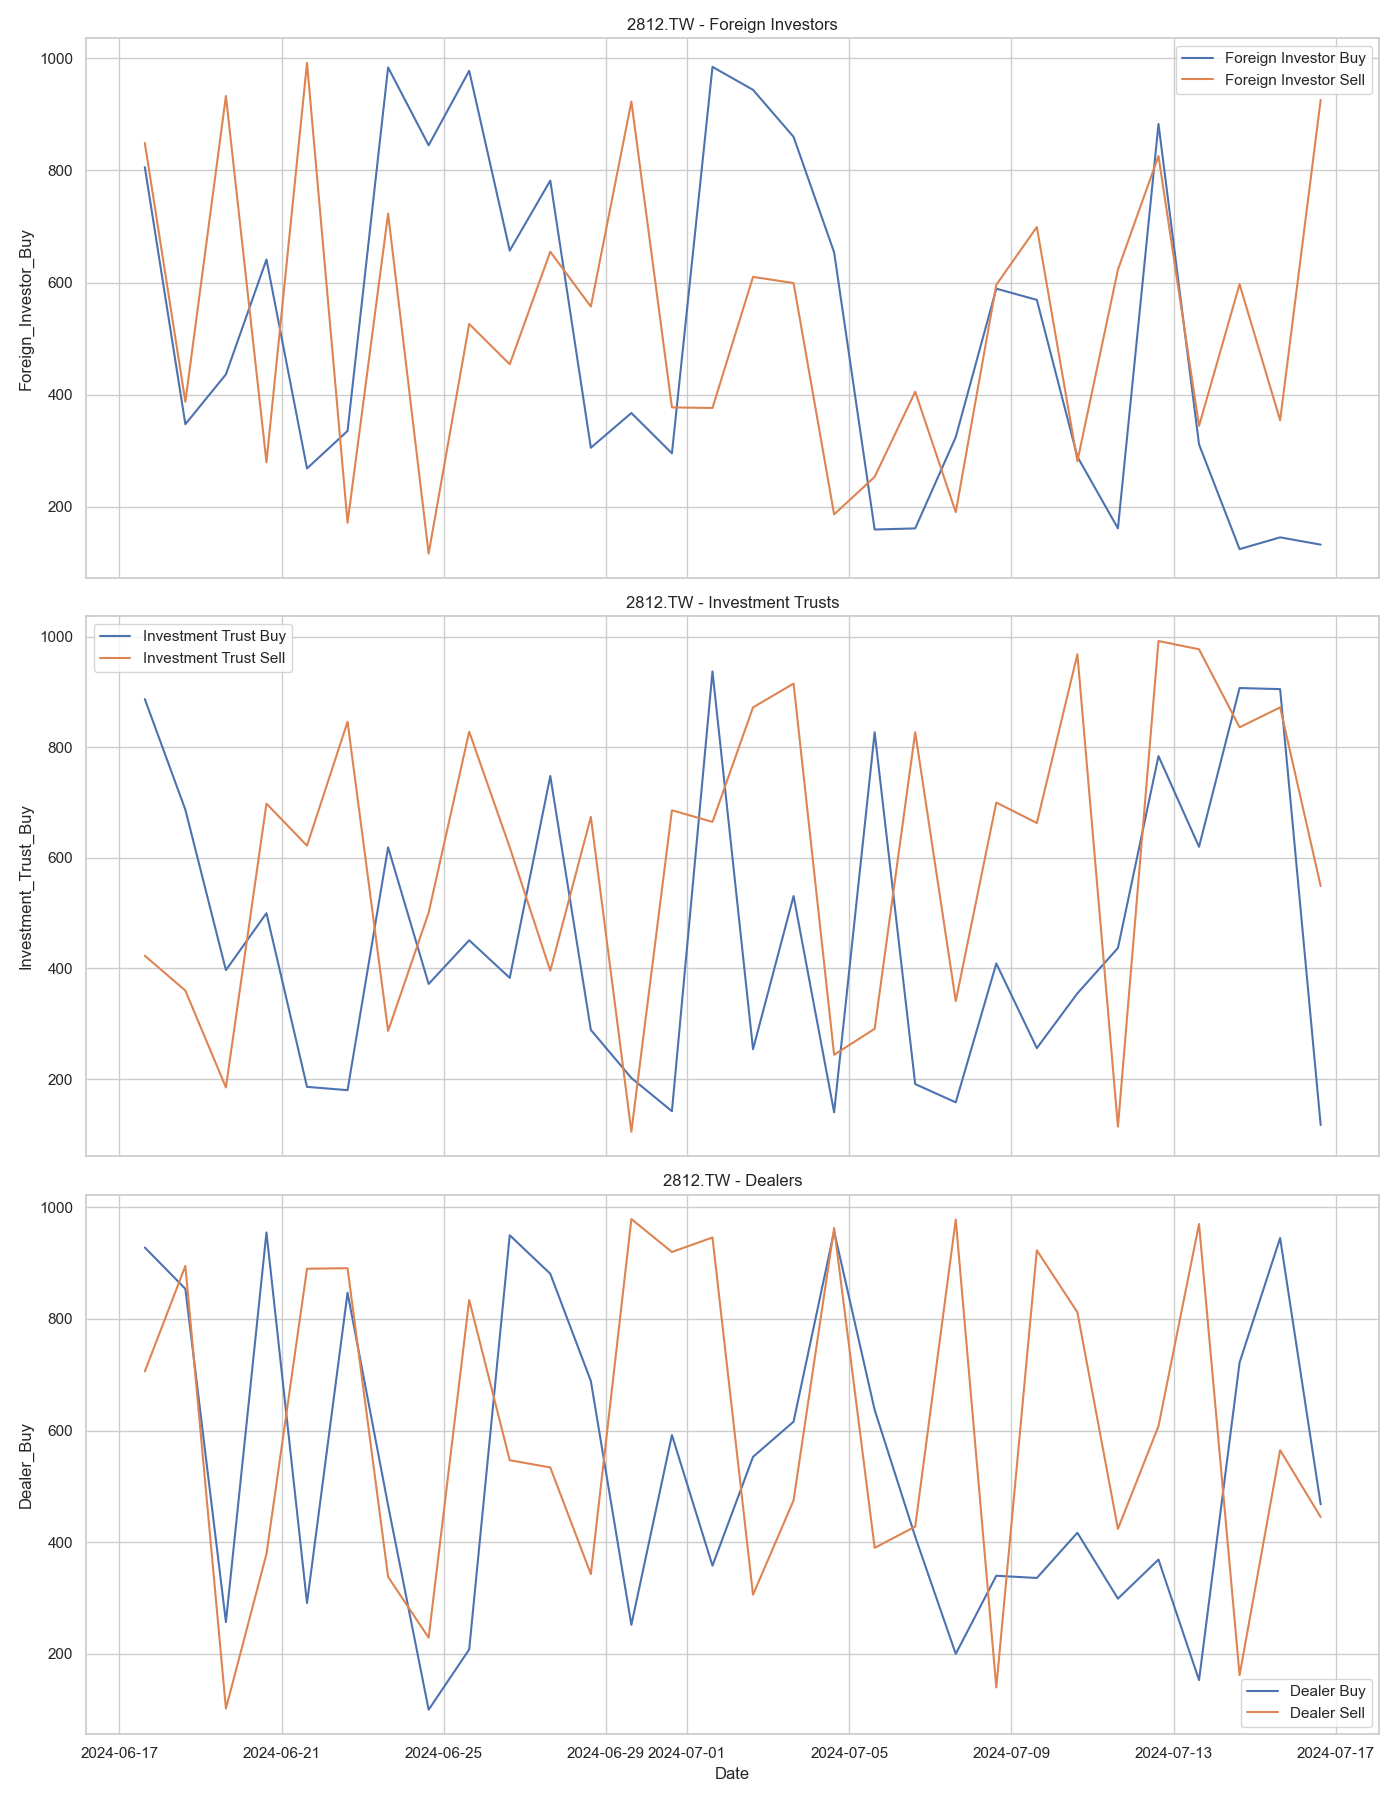 2812.TW - Foreign Investors
Foreign_Investor_Buy
1000
800
600
400
200
Foreign Investor Buy
Foreign Investor Sell
2812.TW - Investment Trusts
Investment_Trust_Buy
1000
800
600
400
200
Investment Trust Buy
Investment Trust Sell
2812.TW - Dealers
Dealer_Buy
1000
800
600
400
200
Dealer Buy
Dealer Sell
2024-06-17 2024-06-21 2024-06-25 2024-06-29 2024-07-01 2024-07-05 2024-07-09 2024-07-13 2024-07-17
Date